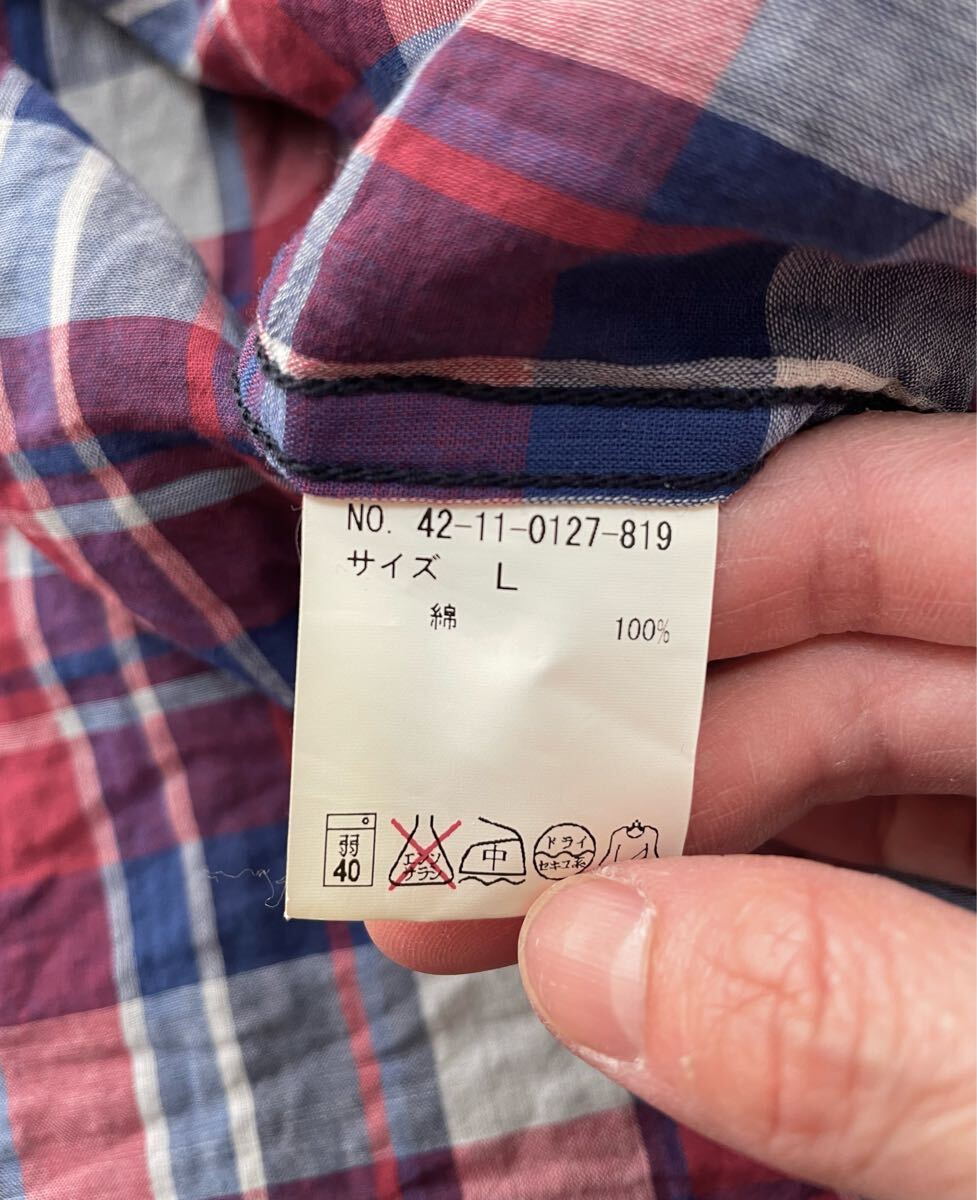 NO. 42-11-0127-819
サイズ L
綿 100%
弱
40
エンソ
サラシ
中
ドライ
セキユ系